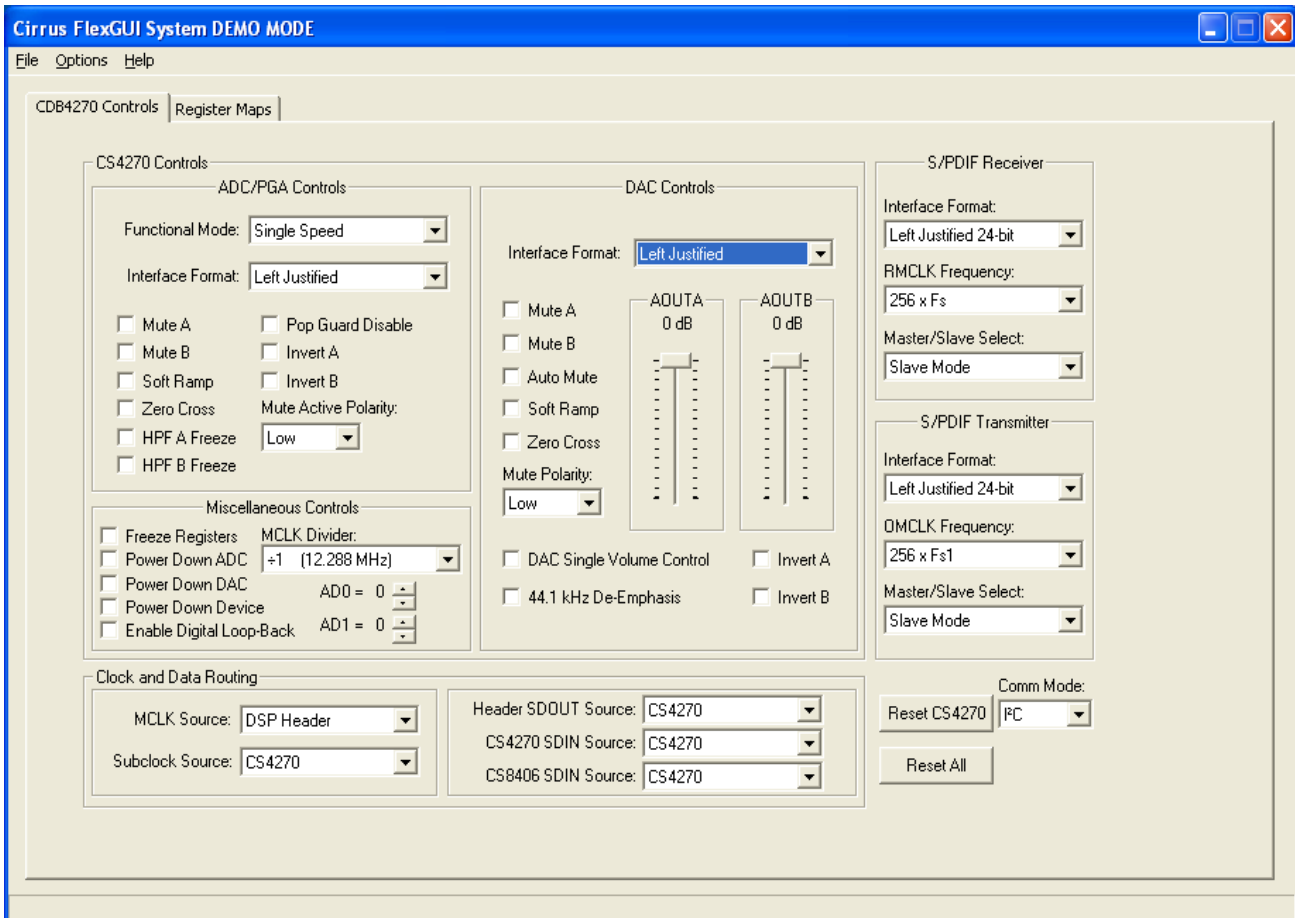 Cirrus FlexGUI System DEMO MODE
File Options Help
CDB4270 Controls Register Maps
CS4270 Controls
ADC/PGA Controls
Functional Mode: Single Speed
Interface Format: Left Justified
Mute A Pop Guard Disable
Mute B Invert A
Soft Ramp Invert B
Zero Cross Mute Active Polarity:
HPF A Freeze Low
HPF B Freeze
Miscellaneous Controls
Freeze Registers MCLK Divider:
Power Down ADC ÷1 (12.288 MHz)
Power Down DAC AD0 = 0
Power Down Device
Enable Digital Loop-Back AD1 = 0
DAC Controls
Interface Format: Left Justified
Mute A
Mute B
Auto Mute
Soft Ramp
Zero Cross
Mute Polarity:
Low
AOUTA
0 dB
AOUTB
0 dB
DAC Single Volume Control Invert A
44.1 kHz De-Emphasis Invert B
S/PDIF Receiver
Interface Format:
Left Justified 24-bit
RMCLK Frequency:
256 x Fs
Master/Slave Select:
Slave Mode
S/PDIF Transmitter
Interface Format:
Left Justified 24-bit
OMCLK Frequency:
256 x Fs1
Master/Slave Select:
Slave Mode
Clock and Data Routing
MCLK Source: DSP Header
Subclock Source: CS4270
Header SDOUT Source: CS4270
CS4270 SDIN Source: CS4270
CS8406 SDIN Source: CS4270
Comm Mode:
Reset CS4270 I²C
Reset All